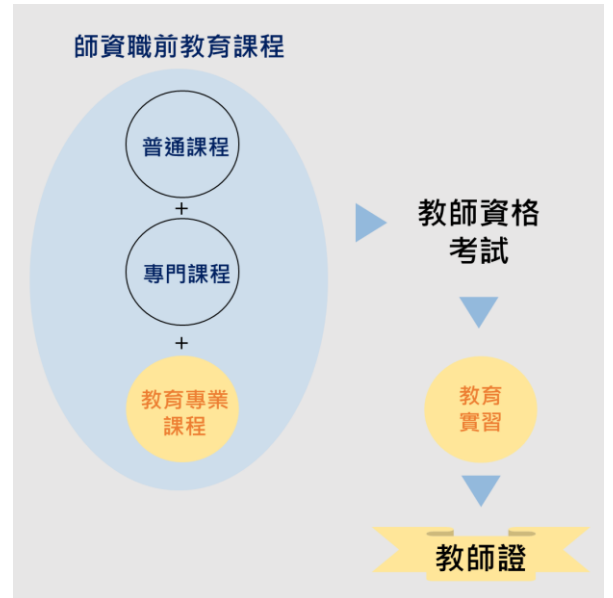 師資職前教育課程
普通課程
+
專門課程
+
教育專業
課程
教師資格
考試
教育
實習
教師證